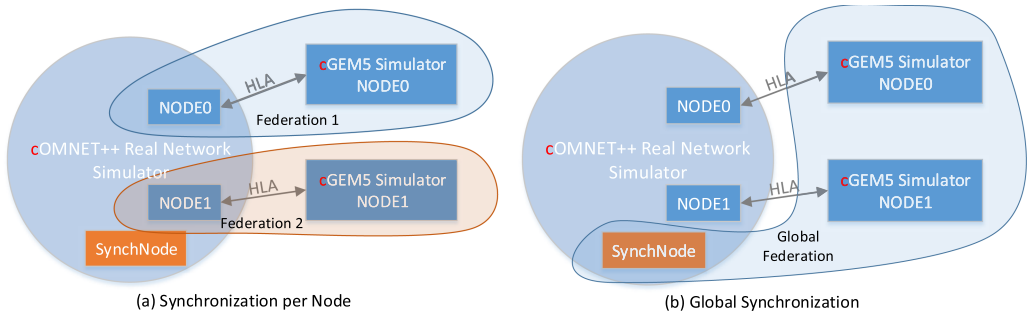 cGEM5 Simulator
NODE0
HLA
NODE0
Federation 1
cOMNET++ Real Network
Simulator
cGEM5 Simulator
NODE1
HLA
NODE1
Federation 2
SynchNode
(a) Synchronization per Node
cGEM5 Simulator
NODE0
HLA
NODE0
cOMNET++ Real Network
Simulator
cGEM5 Simulator
NODE1
HLA
NODE1
Global
Federation
SynchNode
(b) Global Synchronization